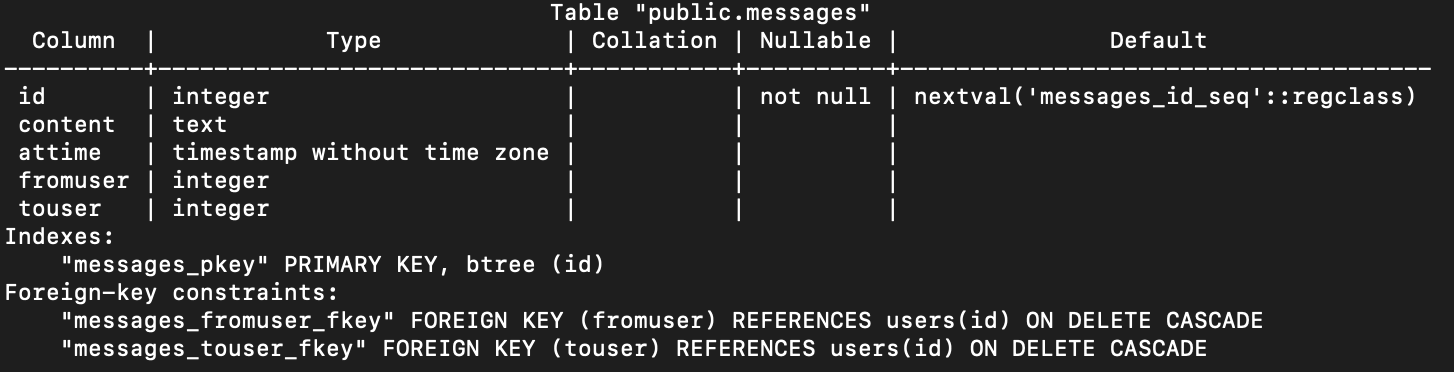 Table "public.messages"
Column | Type | Collation | Nullable | Default
----------+-----------------------------+-----------+----------+--------------------------------------
id | integer | | not null | nextval('messages_id_seq'::regclass)
content | text | | |
attime | timestamp without time zone | | |
fromuser | integer | | |
touser | integer | | |
Indexes:
"messages_pkey" PRIMARY KEY, btree (id)
Foreign-key constraints:
"messages_fromuser_fkey" FOREIGN KEY (fromuser) REFERENCES users(id) ON DELETE CASCADE
"messages_touser_fkey" FOREIGN KEY (touser) REFERENCES users(id) ON DELETE CASCADE